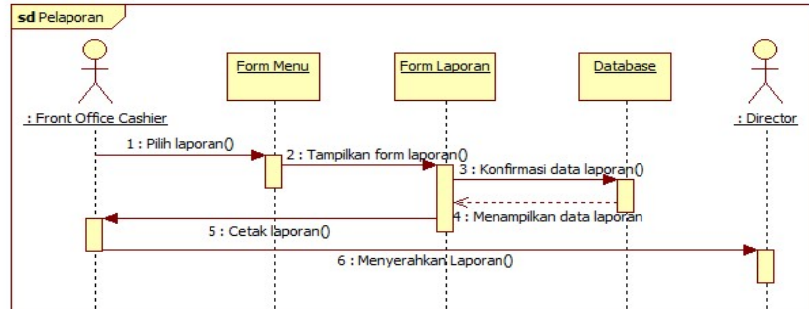 sd Pelaporan
Form Menu
Form Laporan
Database
: Front Office Cashier
: Director
1 : Pilih laporan()
2 : Tampilkan form laporan()
3 : Konfirmasi data laporan()
4 : Menampilkan data laporan
5 : Cetak laporan()
6 : Menyerahkan Laporan()